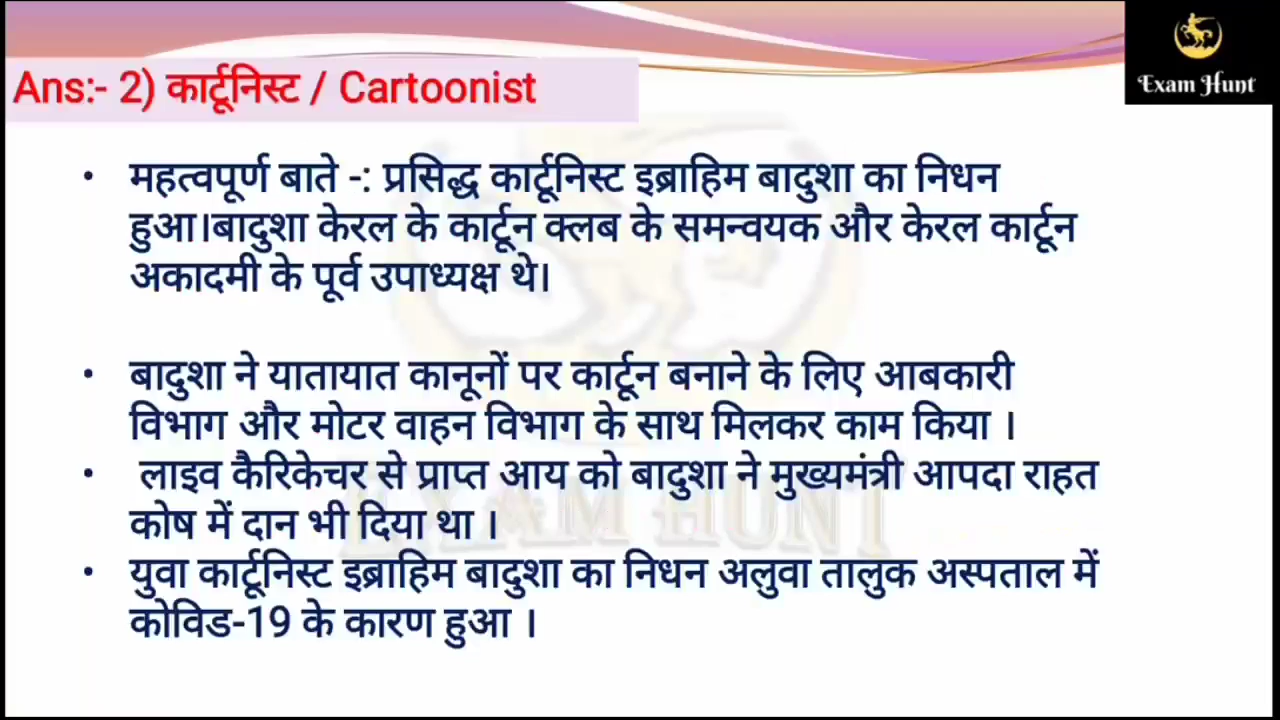 Exam Hunt
Ans:- 2) कार्टूनिस्ट / Cartoonist
• महत्वपूर्ण बाते -: प्रसिद्ध कार्टूनिस्ट इब्राहिम बादुशा का निधन
हुआ।बादुशा केरल के कार्टून क्लब के समन्वयक और केरल कार्टून
अकादमी के पूर्व उपाध्यक्ष थे।
• बादुशा ने यातायात कानूनों पर कार्टून बनाने के लिए आबकारी
विभाग और मोटर वाहन विभाग के साथ मिलकर काम किया ।
• लाइव कैरिकेचर से प्राप्त आय को बादुशा ने मुख्यमंत्री आपदा राहत
कोष में दान भी दिया था ।
• युवा कार्टूनिस्ट इब्राहिम बादुशा का निधन अलुवा तालुक अस्पताल में
कोविड-19 के कारण हुआ ।
EXAM HUNT